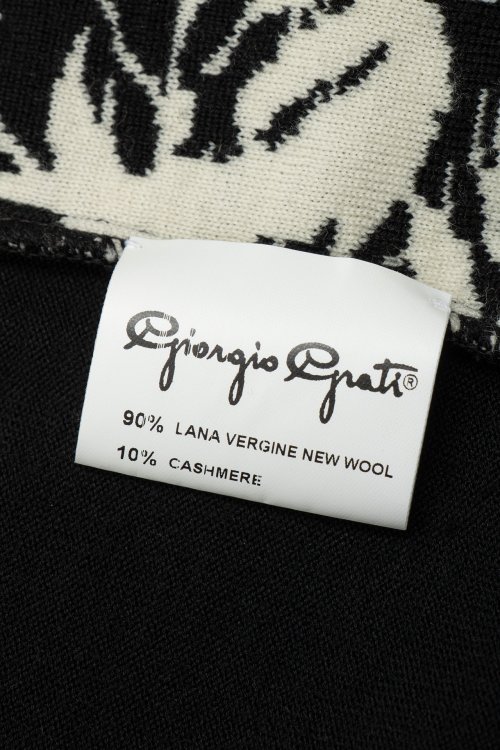 Giorgio Grati®
90% LANA VERGINE NEW WOOL
10% CASHMERE